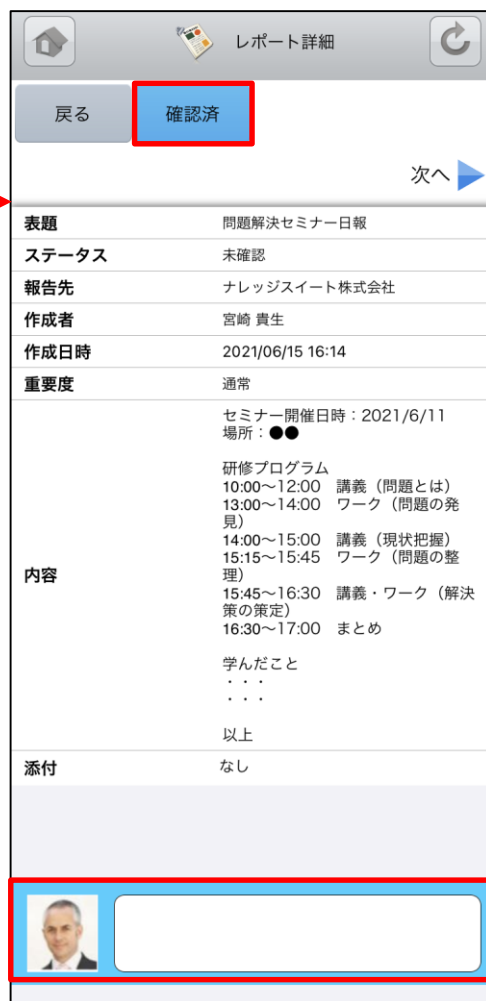 レポート詳細
戻る
確認済
次へ
表題 問題解決セミナー日報
ステータス 未確認
報告先 ナレッジスイート株式会社
作成者 宮崎 貴生
作成日時 2021/06/15 16:14
重要度 通常
内容
セミナー開催日時：2021/6/11
場所：●●
研修プログラム
10:00～12:00　講義（問題とは）
13:00～14:00　ワーク（問題の発
見）
14:00～15:00　講義（現状把握）
15:15～15:45　ワーク（問題の整
理）
15:45～16:30　講義・ワーク（解決
策の策定）
16:30～17:00　まとめ
学んだこと
・・・
・・・
以上
添付 なし